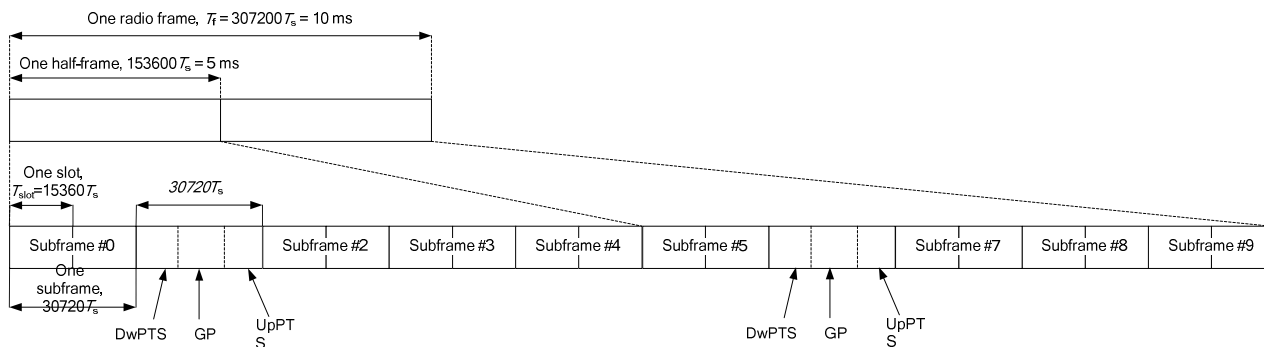 One radio frame, Tf = 307200Ts = 10 ms
One half-frame, 153600Ts = 5 ms
One slot,
Tslot=15360Ts
30720Ts
Subframe #0
Subframe #2
Subframe #3
Subframe #4
Subframe #5
Subframe #7
Subframe #8
Subframe #9
One
subframe,
30720Ts
DwPTS
GP
UpPT
S
DwPTS
GP
UpPT
S